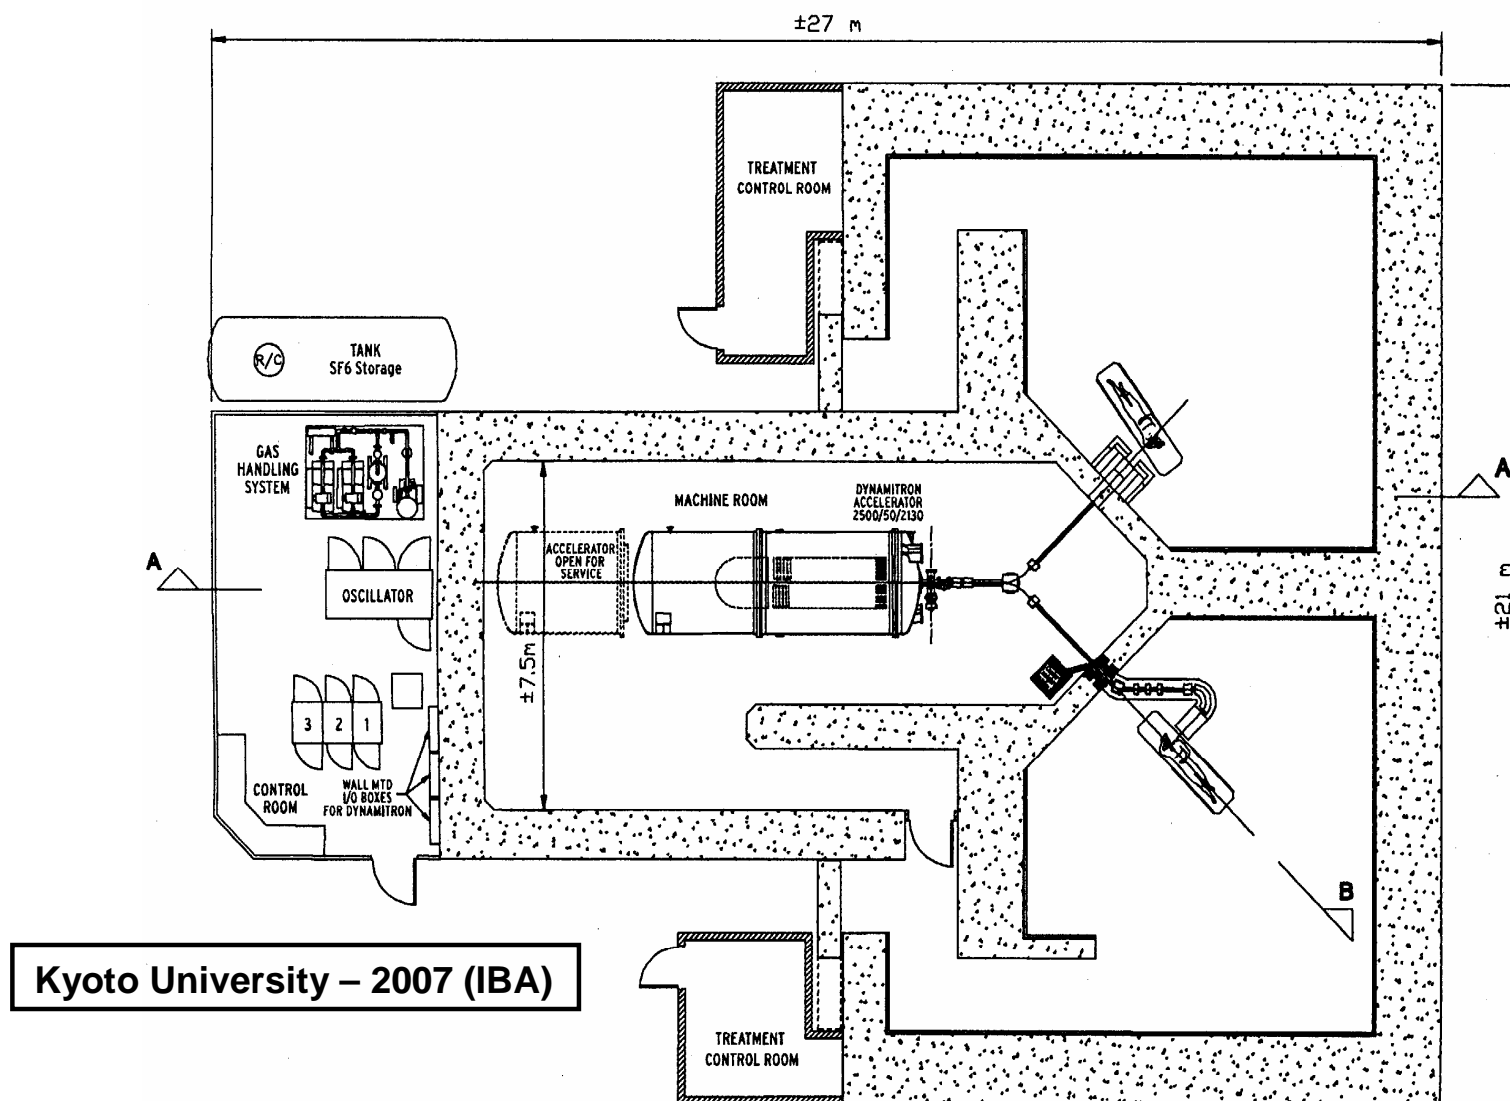 ±27 m
TREATMENT
CONTROL ROOM
R/C
TANK
SF6 Storage
GAS
HANDLING
SYSTEM
MACHINE ROOM
DYNAMITRON
ACCELERATOR
2500/50/2130
A
A
ACCELERATOR
OPEN FOR
SERVICE
OSCILLATOR
±21 m
±7.5m
3 2 1
CONTROL
ROOM
WALL MTD
I/O BOXES
FOR DYNAMITRON
B
Kyoto University – 2007 (IBA)
TREATMENT
CONTROL ROOM